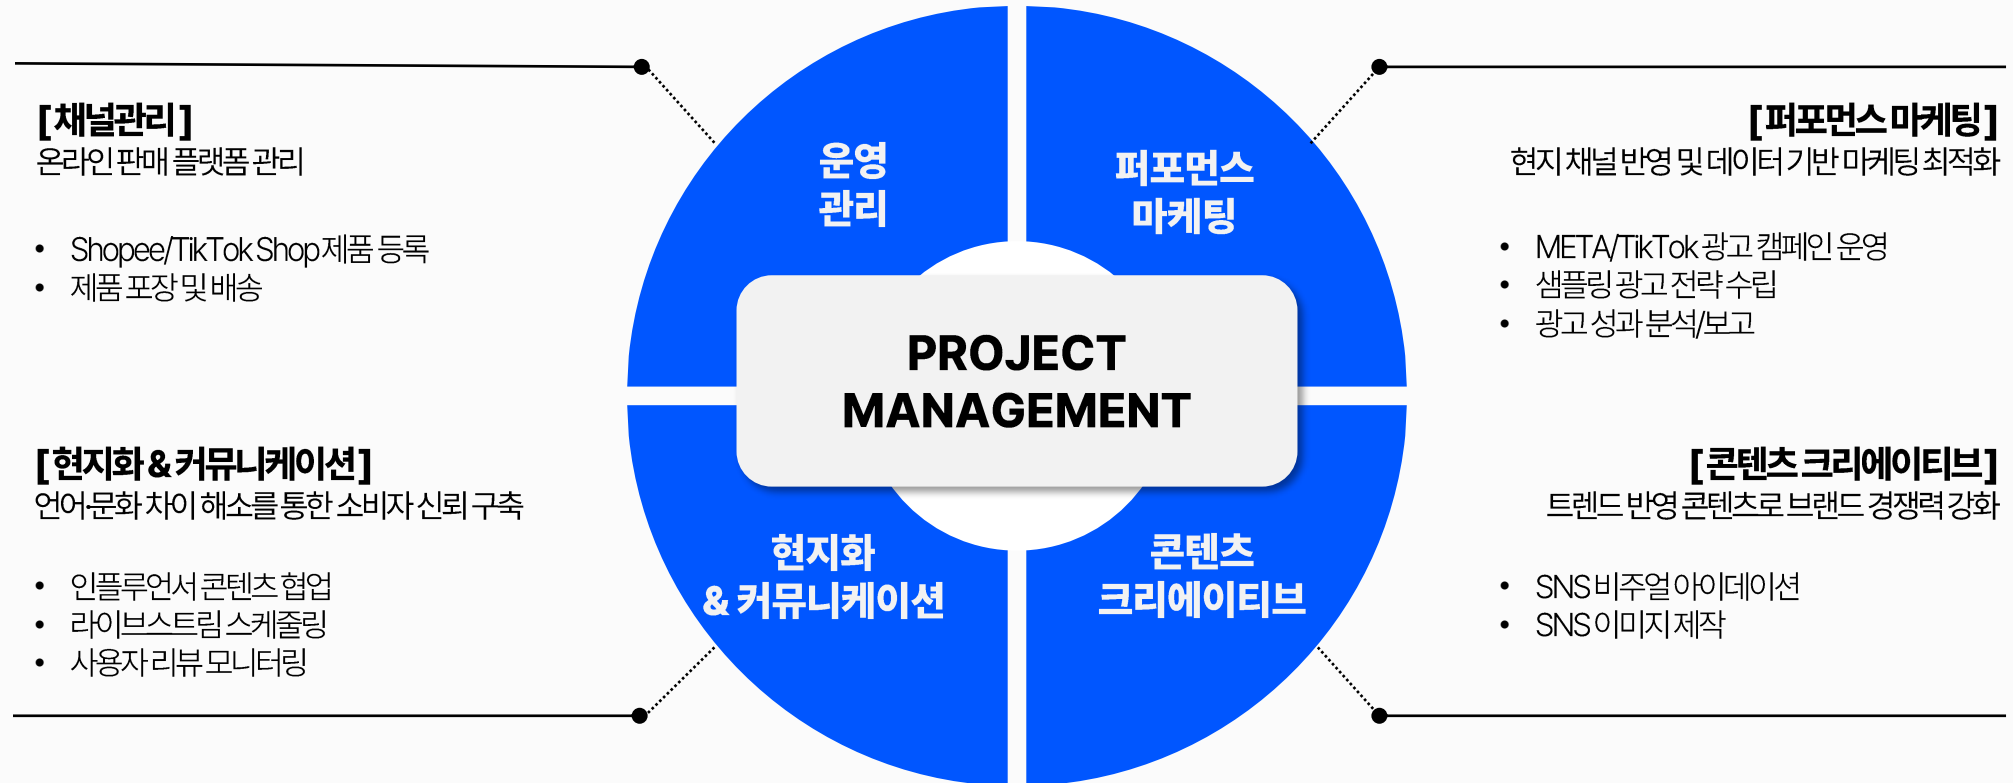 [ 채널관리 ]
온라인 판매 플랫폼 관리
• Shopee/TikTok Shop 제품 등록
• 제품 포장 및 배송
운영
관리
퍼포먼스
마케팅
[ 퍼포먼스 마케팅 ]
현지 채널 반영 및 데이터 기반 마케팅 최적화
• META/TikTok 광고 캠페인 운영
• 샘플링 광고 전략 수립
• 광고 성과 분석/보고
PROJECT
MANAGEMENT
[ 현지화 & 커뮤니케이션 ]
언어·문화 차이 해소를 통한 소비자 신뢰 구축
• 인플루언서 콘텐츠 협업
• 라이브스트림 스케줄링
• 사용자 리뷰 모니터링
현지화
& 커뮤니케이션
콘텐츠
크리에이티브
[ 콘텐츠 크리에이티브 ]
트렌드 반영 콘텐츠로 브랜드 경쟁력 강화
• SNS 비주얼 아이데이션
• SNS 이미지 제작